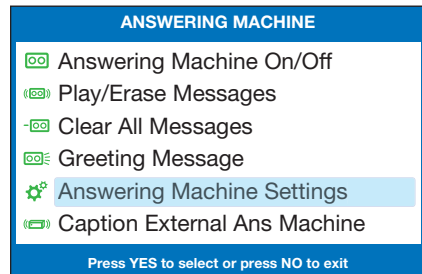 ANSWERING MACHINE
Answering Machine On/Off
Play/Erase Messages
Clear All Messages
Greeting Message
Answering Machine Settings
Caption External Ans Machine
Press YES to select or press NO to exit